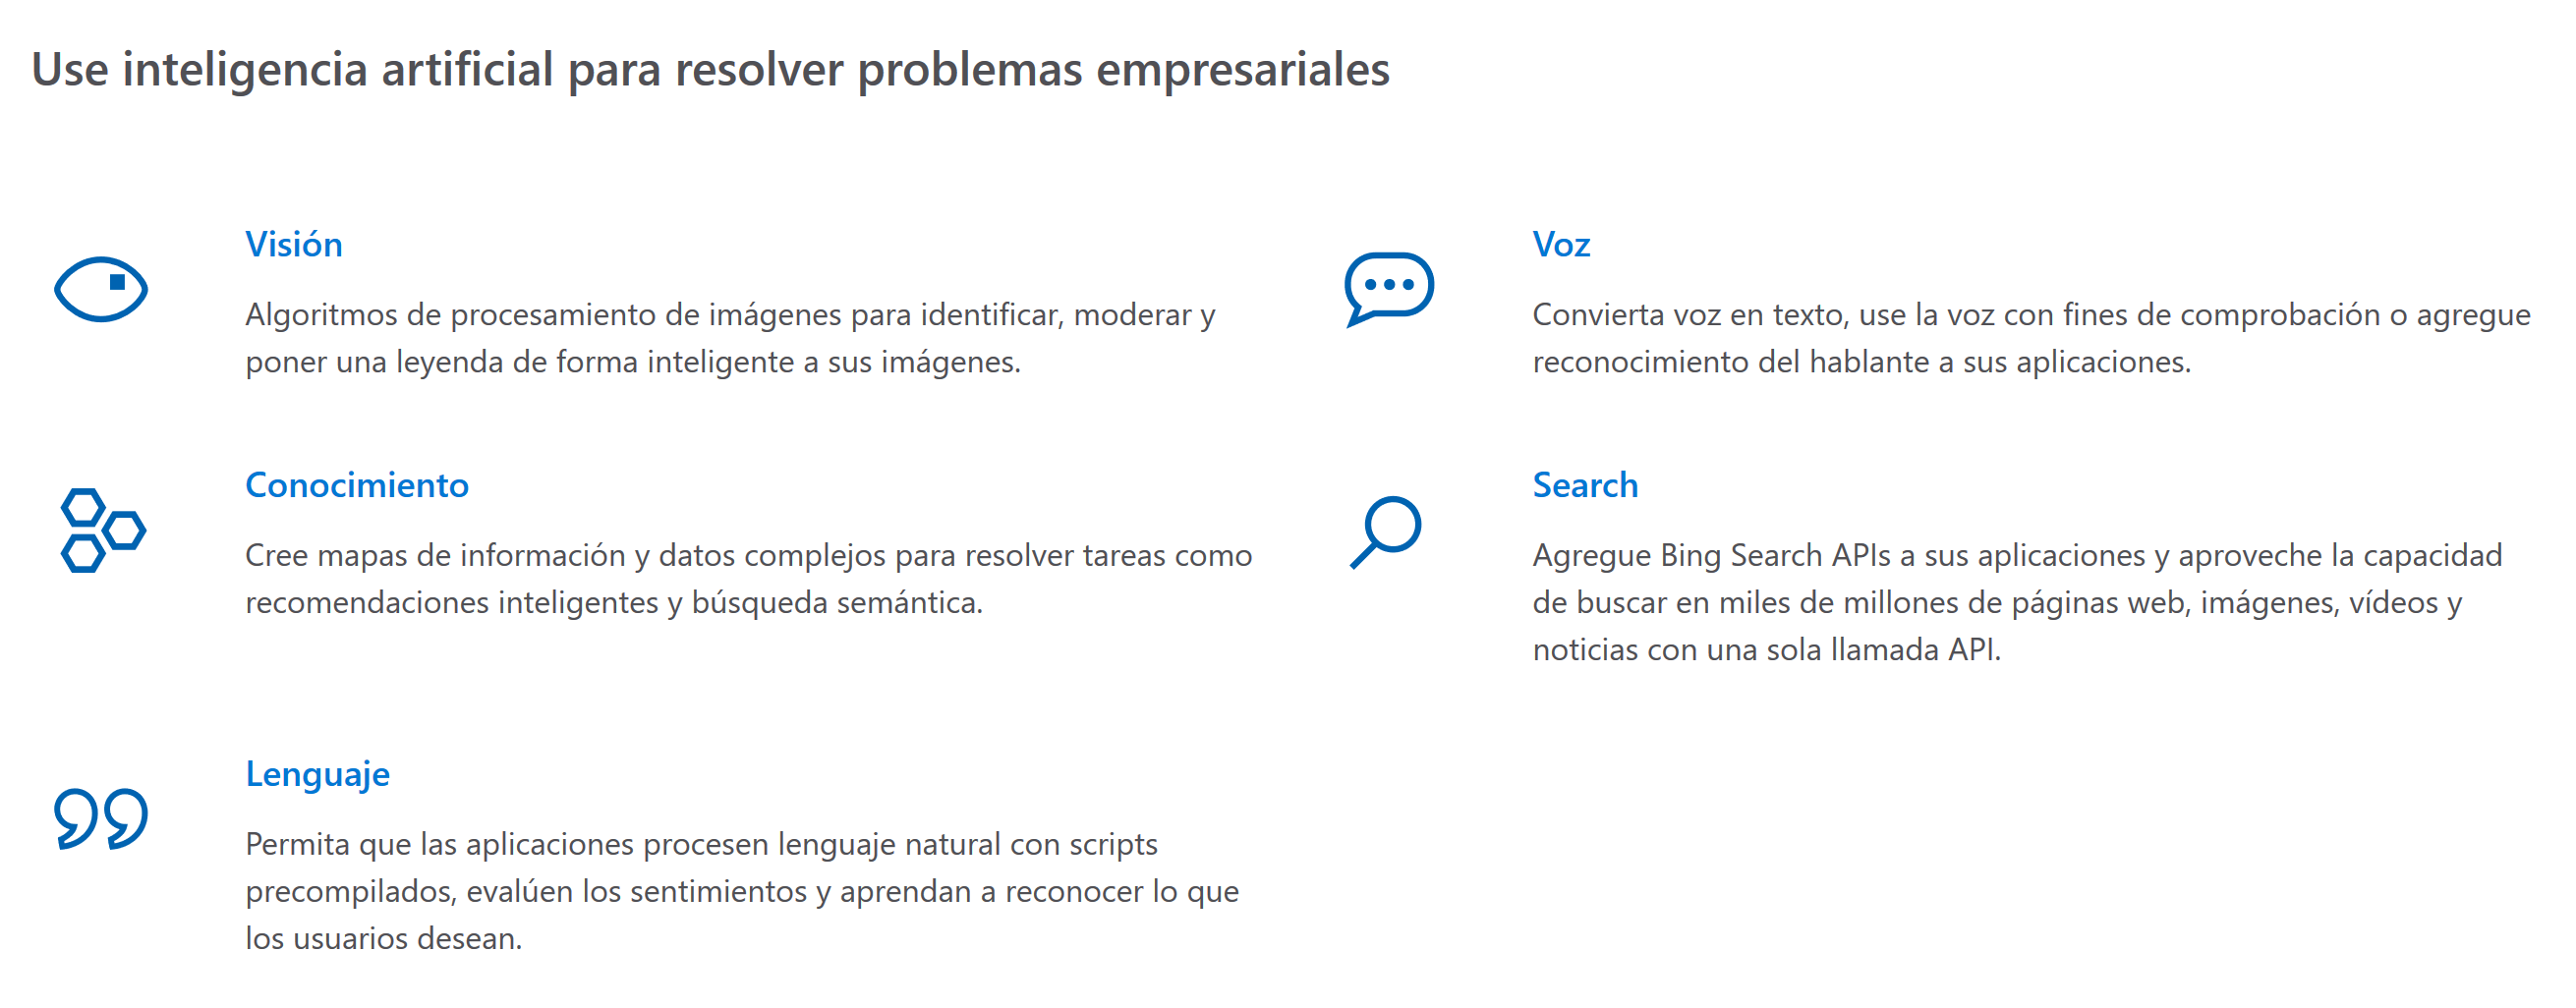 Use inteligencia artificial para resolver problemas empresariales
Visión
Algoritmos de procesamiento de imágenes para identificar, moderar y
poner una leyenda de forma inteligente a sus imágenes.
Voz
Convierta voz en texto, use la voz con fines de comprobación o agregue
reconocimiento del hablante a sus aplicaciones.
Conocimiento
Cree mapas de información y datos complejos para resolver tareas como
recomendaciones inteligentes y búsqueda semántica.
Search
Agregue Bing Search APIs a sus aplicaciones y aproveche la capacidad
de buscar en miles de millones de páginas web, imágenes, vídeos y
noticias con una sola llamada API.
Lenguaje
Permita que las aplicaciones procesen lenguaje natural con scripts
precompilados, evalúen los sentimientos y aprendan a reconocer lo que
los usuarios desean.